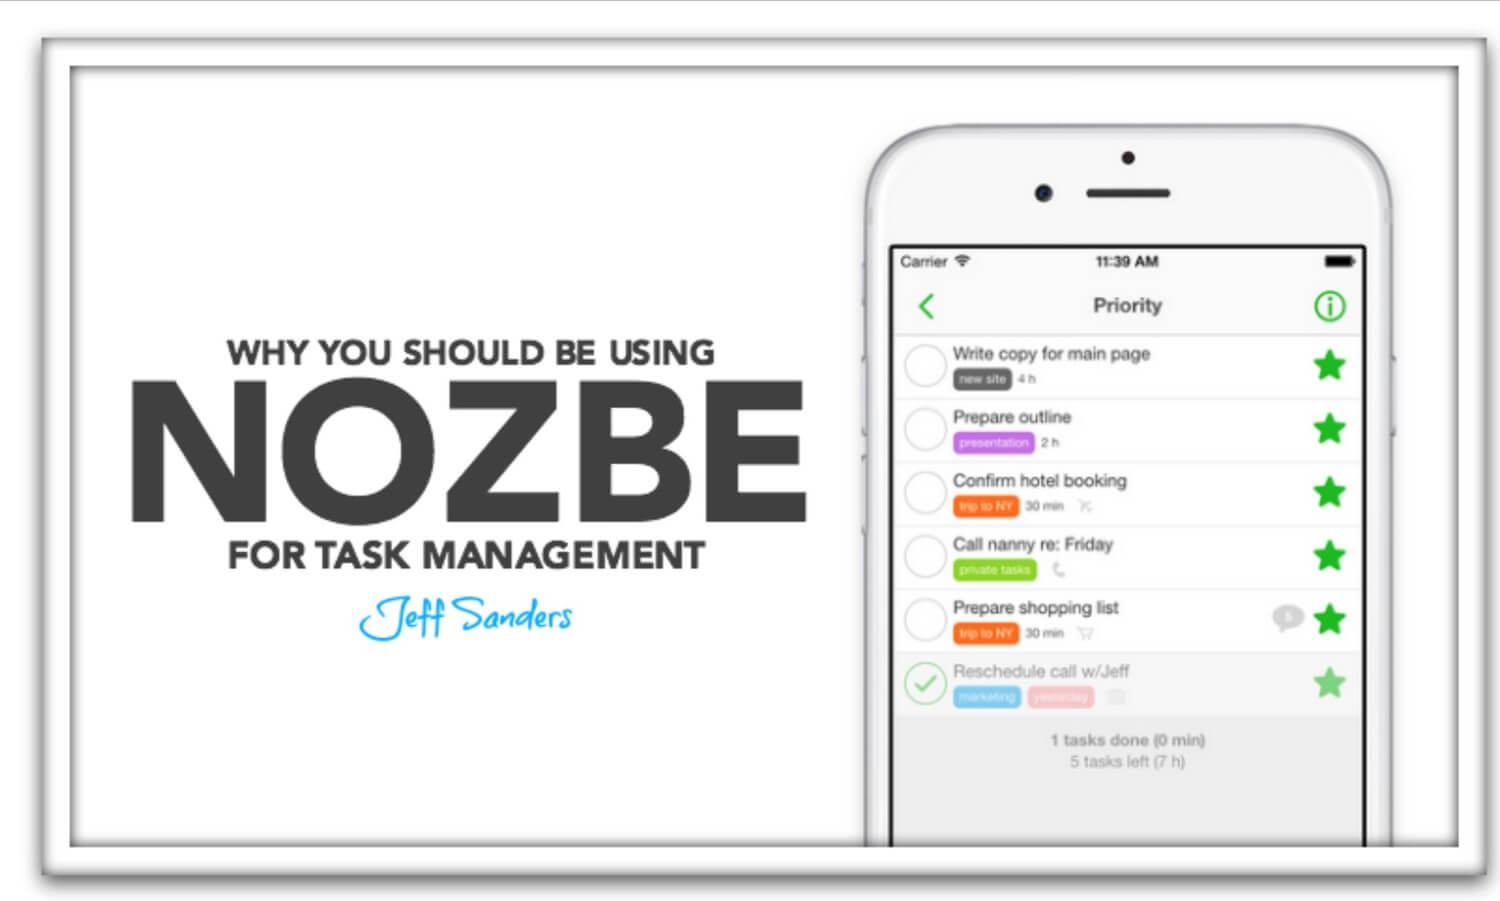 WHY YOU SHOULD BE USING
NOZBE
FOR TASK MANAGEMENT
Jeff Sanders
Carrier 11:39 AM
Priority
Write copy for main page
new site 4 h
Prepare outline
presentation 2 h
Confirm hotel booking
trip to NY 30 min
Call nanny re: Friday
private tasks
Prepare shopping list
trip to NY 30 min
Reschedule call w/Jeff
marketing yesterday
1 tasks done (0 min)
5 tasks left (7 h)